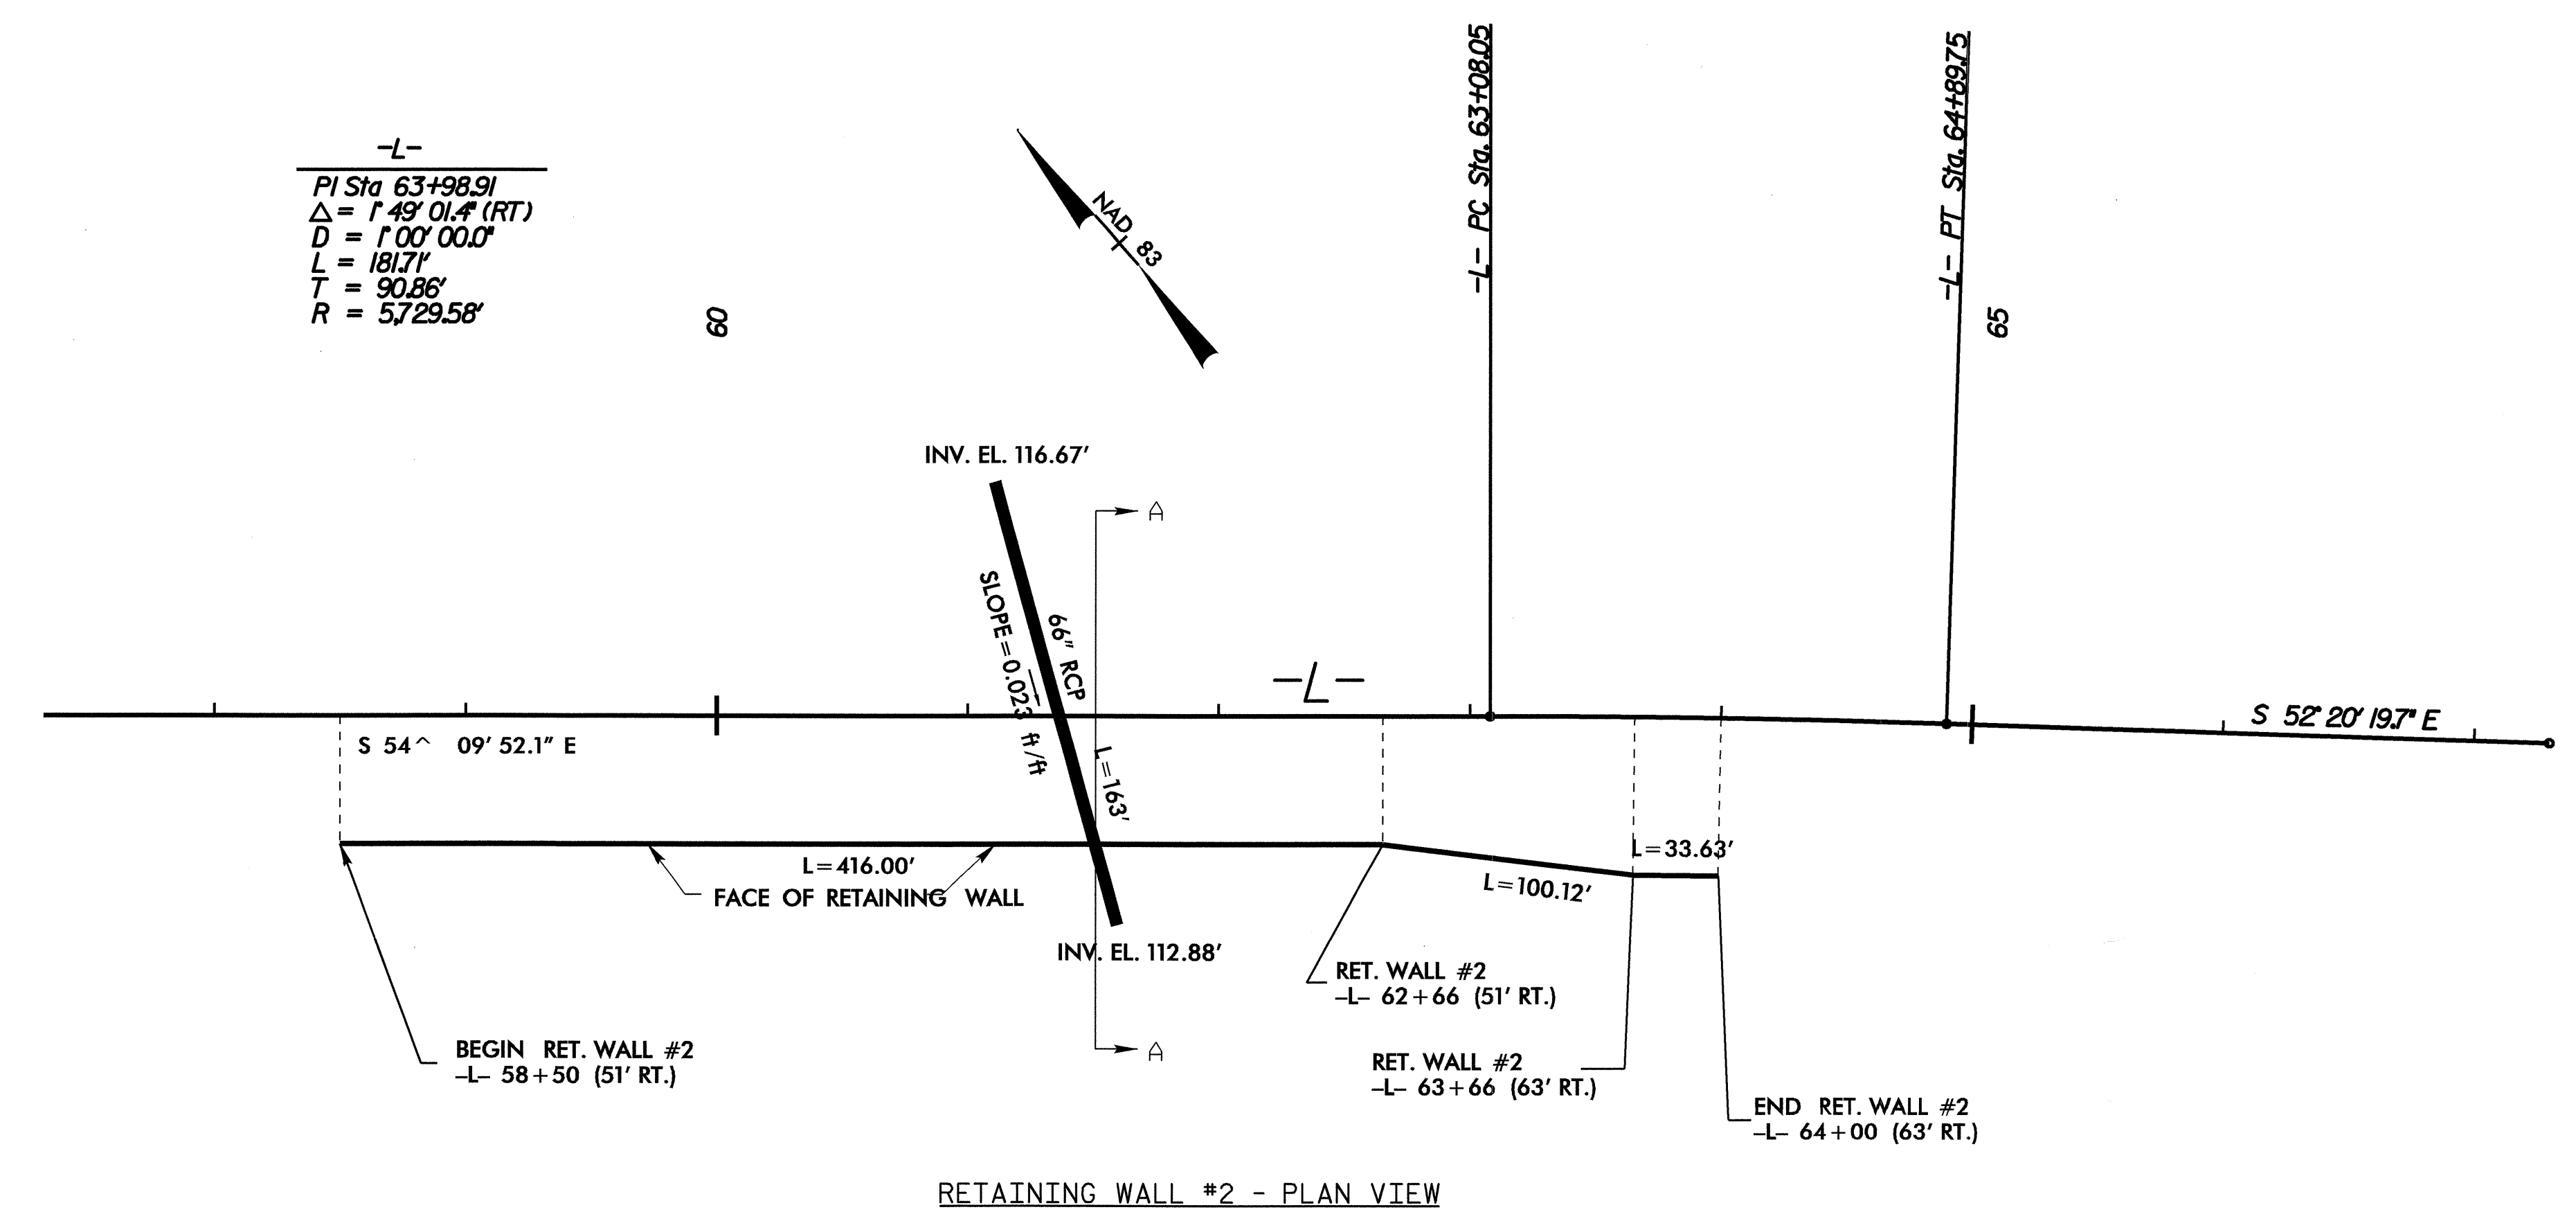 -L-
PI Sta 63+98.91
△ = 1° 49' 01.4" (RT)
D = 1° 00' 00.0"
L = 181.71'
T = 90.86'
R = 5,729.58'
60
NAD 83
-L- PC Sta. 63+08.05
-L- PT Sta. 64+89.75
65
INV. EL. 116.67'
A
SLOPE=0.023 ft/ft
66" RCP
L=163'
-L-
S 54^ 09' 52.1" E
S 52° 20' 19.7" E
L=416.00'
FACE OF RETAINING WALL
L=33.63'
L=100.12'
INV. EL. 112.88'
A
RET. WALL #2
-L- 62+66 (51' RT.)
BEGIN RET. WALL #2
-L- 58+50 (51' RT.)
RET. WALL #2
-L- 63+66 (63' RT.)
END RET. WALL #2
-L- 64+00 (63' RT.)
RETAINING WALL #2 - PLAN VIEW